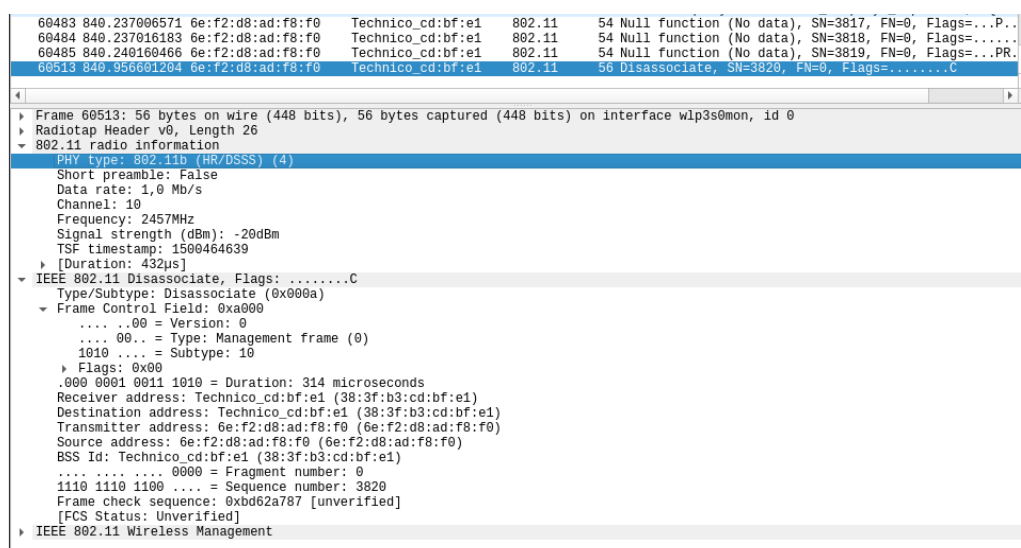 60483 840.237006571 6e:f2:d8:ad:f8:f0 Technico_cd:bf:e1 802.11 54 Null function (No data), SN=3817, FN=0, Flags=...P..
60484 840.237016183 6e:f2:d8:ad:f8:f0 Technico_cd:bf:e1 802.11 54 Null function (No data), SN=3818, FN=0, Flags=......
60485 840.240160466 6e:f2:d8:ad:f8:f0 Technico_cd:bf:e1 802.11 54 Null function (No data), SN=3819, FN=0, Flags=...PR.
60513 840.956601204 6e:f2:d8:ad:f8:f0 Technico_cd:bf:e1 802.11 56 Disassociate, SN=3820, FN=0, Flags=........C
Frame 60513: 56 bytes on wire (448 bits), 56 bytes captured (448 bits) on interface wlp3s0mon, id 0
Radiotap Header v0, Length 26
802.11 radio information
PHY type: 802.11b (HR/DSSS) (4)
Short preamble: False
Data rate: 1,0 Mb/s
Channel: 10
Frequency: 2457MHz
Signal strength (dBm): -20dBm
TSF timestamp: 1500464639
[Duration: 432µs]
IEEE 802.11 Disassociate, Flags: ........C
Type/Subtype: Disassociate (0x000a)
Frame Control Field: 0xa000
.... ..00 = Version: 0
.... 00.. = Type: Management frame (0)
1010 .... = Subtype: 10
Flags: 0x00
.000 0001 0011 1010 = Duration: 314 microseconds
Receiver address: Technico_cd:bf:e1 (38:3f:b3:cd:bf:e1)
Destination address: Technico_cd:bf:e1 (38:3f:b3:cd:bf:e1)
Transmitter address: 6e:f2:d8:ad:f8:f0 (6e:f2:d8:ad:f8:f0)
Source address: 6e:f2:d8:ad:f8:f0 (6e:f2:d8:ad:f8:f0)
BSS Id: Technico_cd:bf:e1 (38:3f:b3:cd:bf:e1)
.... .... .... 0000 = Fragment number: 0
1110 1110 1100 .... = Sequence number: 3820
Frame check sequence: 0xbd62a787 [unverified]
[FCS Status: Unverified]
IEEE 802.11 Wireless Management